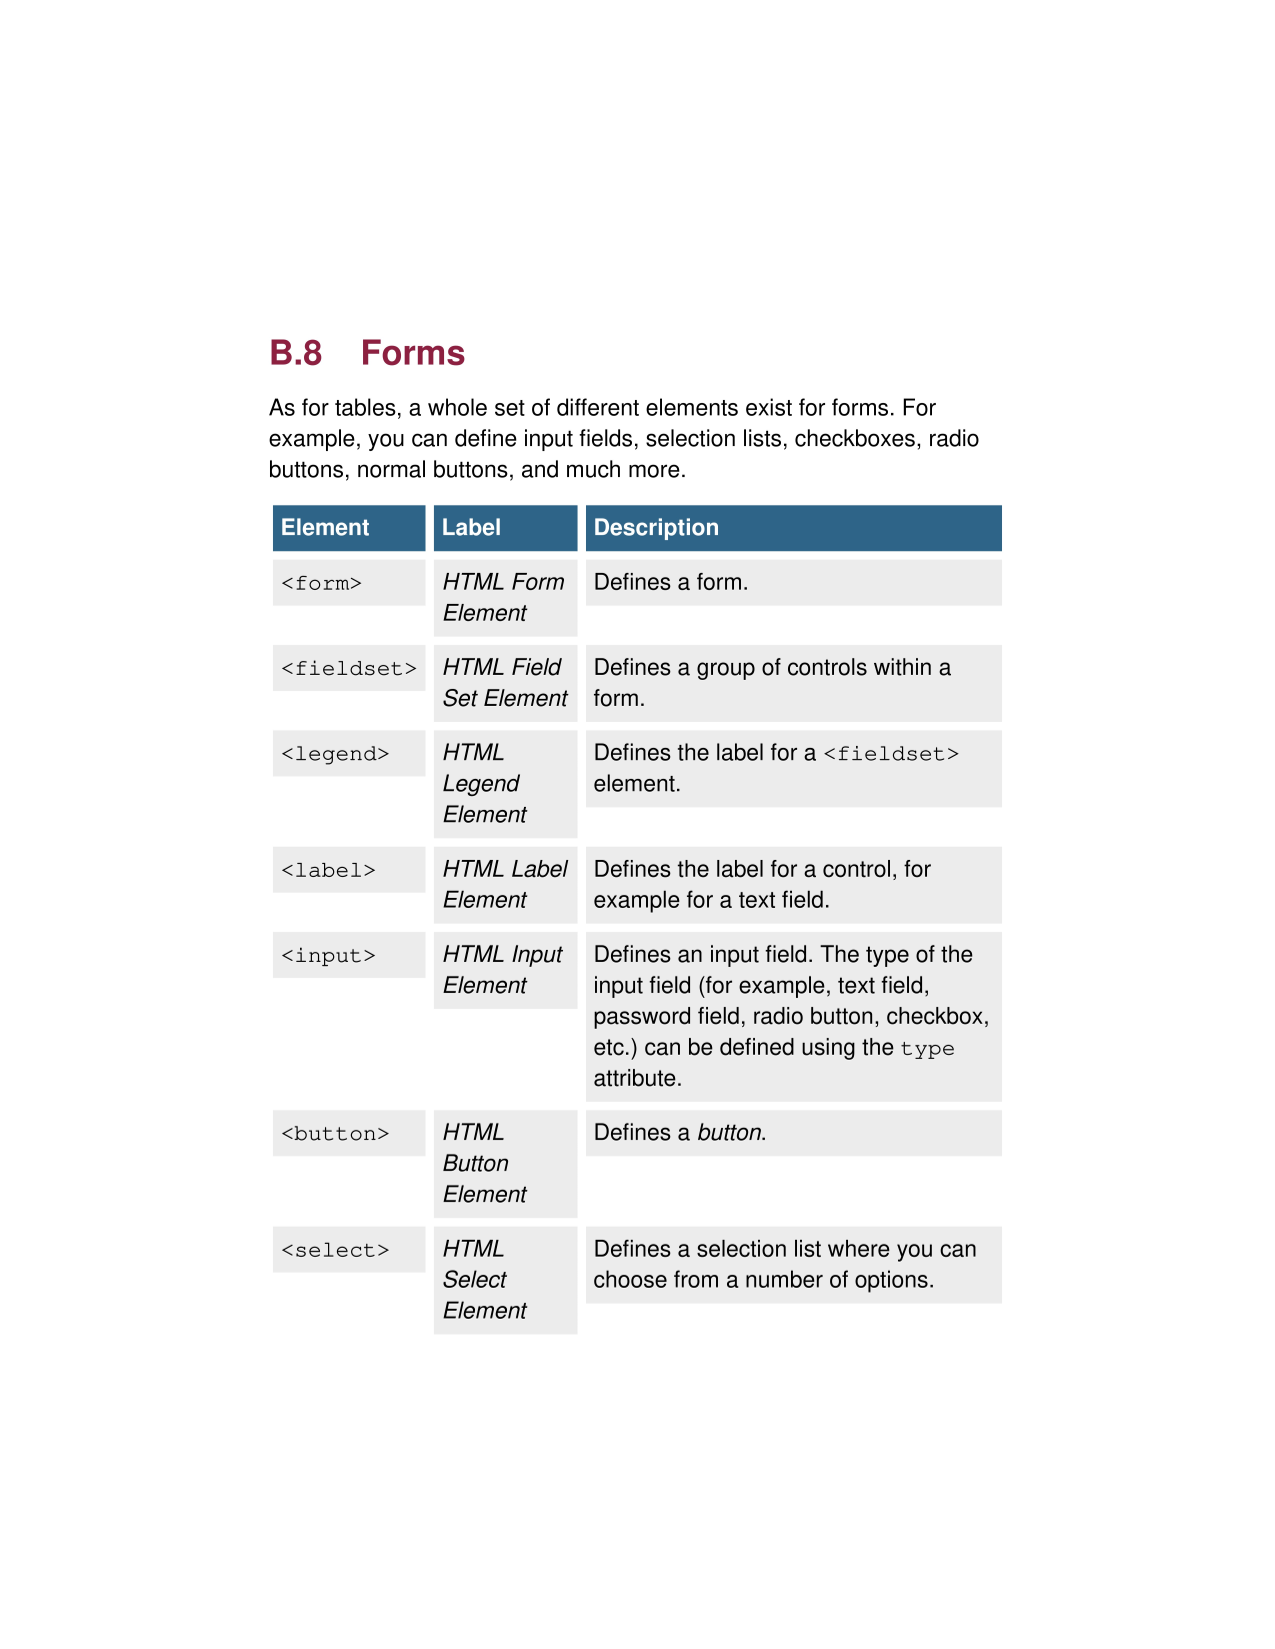 B.8 Forms
As for tables, a whole set of different elements exist for forms. For
example, you can define input fields, selection lists, checkboxes, radio
buttons, normal buttons, and much more.
Element Label Description
<form> HTML Form Defines a form.
Element
<fieldset> HTML Field Defines a group of controls within a
Set Element form.
<legend> HTML Defines the label for a <fieldset>
Legend element.
Element
<label> HTML Label Defines the label for a control, for
Element example for a text field.
<input> HTML Input Defines an input field. The type of the
Element input field (for example, text field,
password field, radio button, checkbox,
etc.) can be defined using the type
attribute.
<button> HTML Defines a button.
Button
Element
<select> HTML Defines a selection list where you can
Select choose from a number of options.
Element